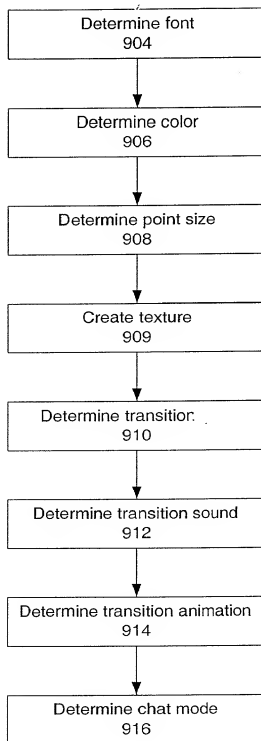 Determine font
904
Determine color
906
Determine point size
908
Create texture
909
Determine transition
910
Determine transition sound
912
Determine transition animation
914
Determine chat mode
916